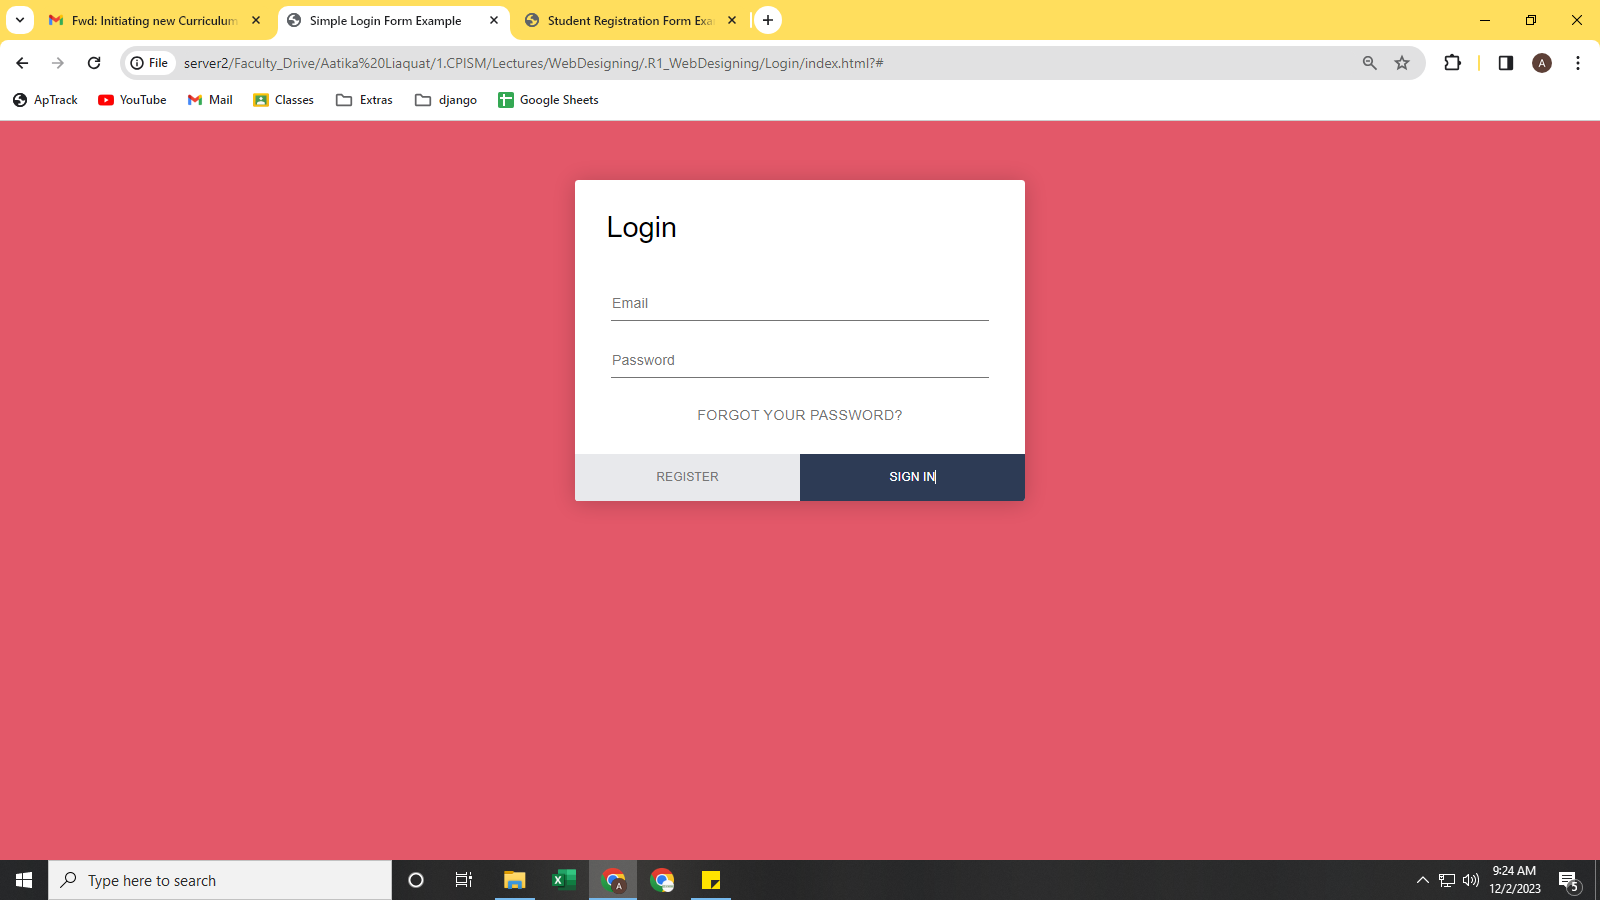 Fwd: Initiating new Curriculum
Simple Login Form Example
Student Registration Form Exa
File
server2/Faculty_Drive/Aatika%20Liaquat/1.CPISM/Lectures/WebDesigning/.R1_WebDesigning/Login/index.html?#
A
ApTrack
YouTube
Mail
Classes
Extras
django
Google Sheets
Login
Email
Password
FORGOT YOUR PASSWORD?
REGISTER
SIGN IN
Type here to search
A
9:24 AM
12/2/2023
5